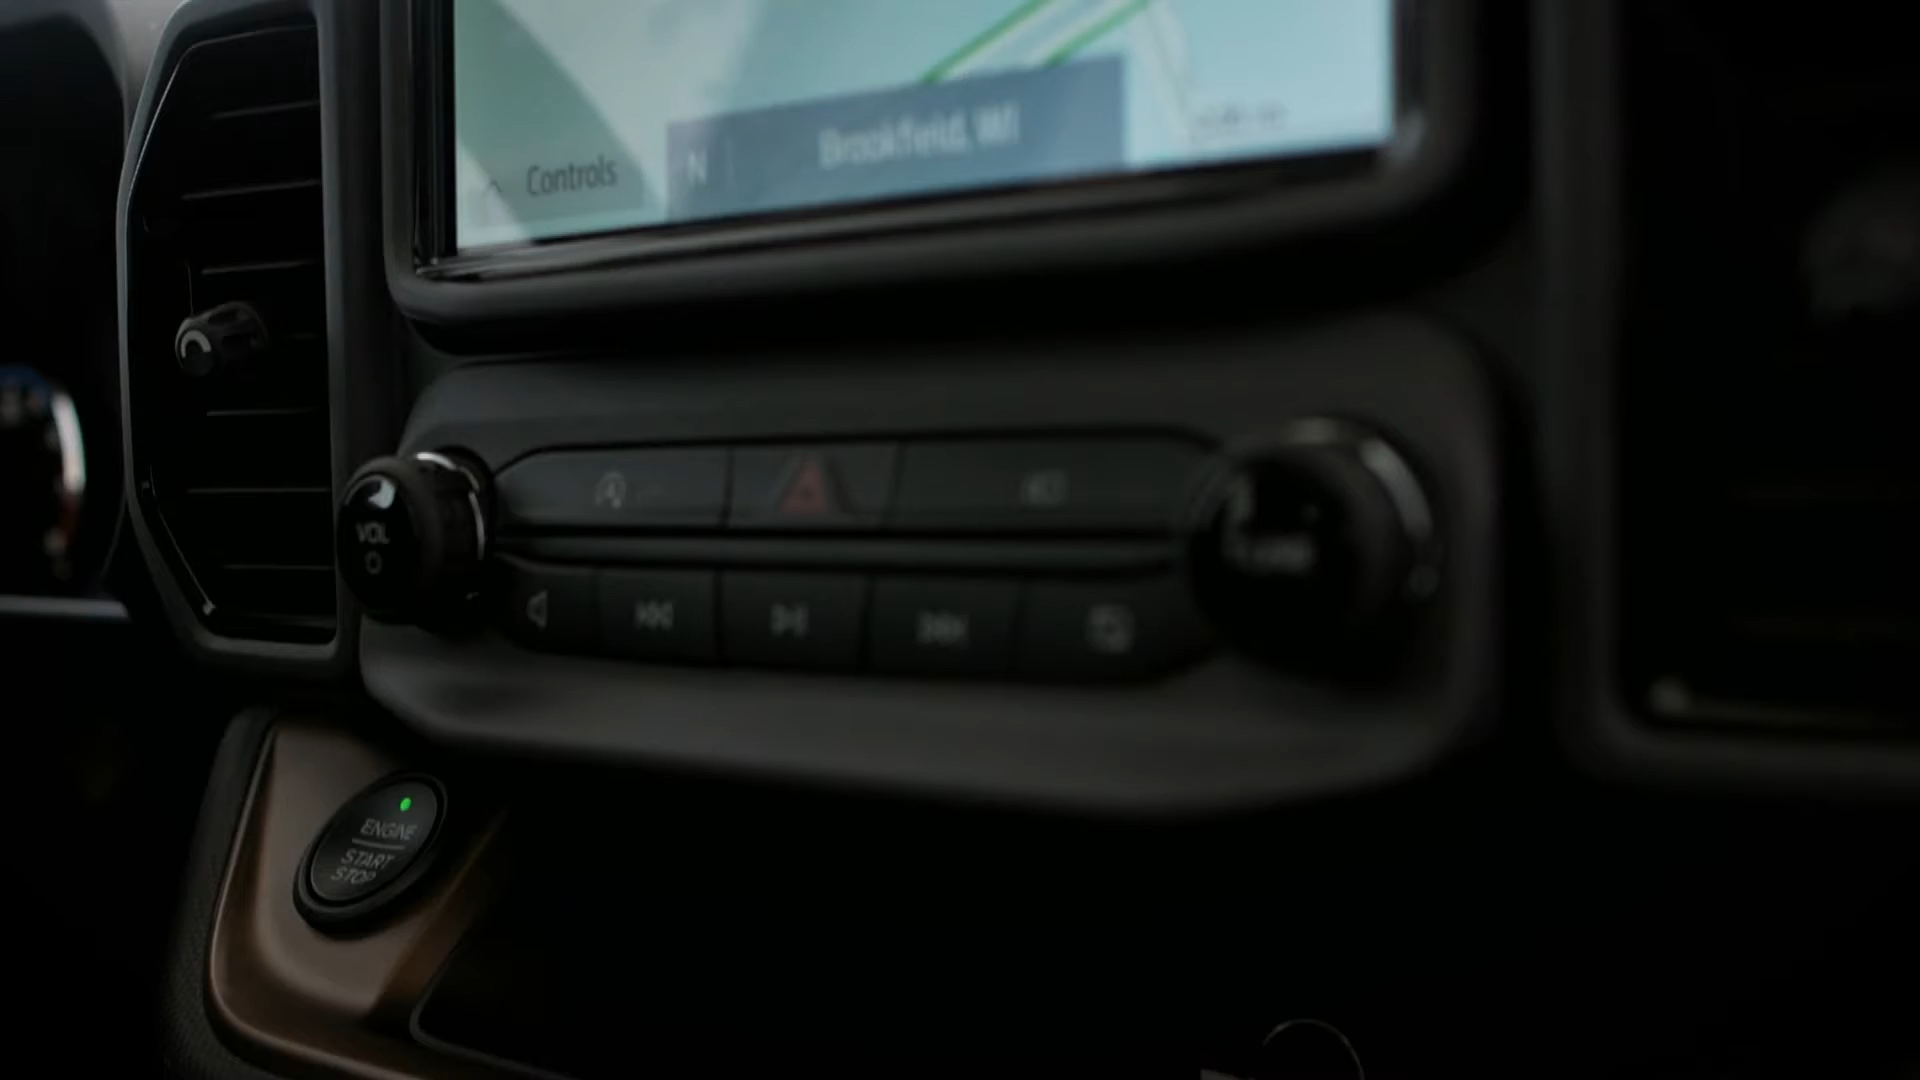 Controls
N
Brookfield, WI
VOL
ENGINE
START
STOP